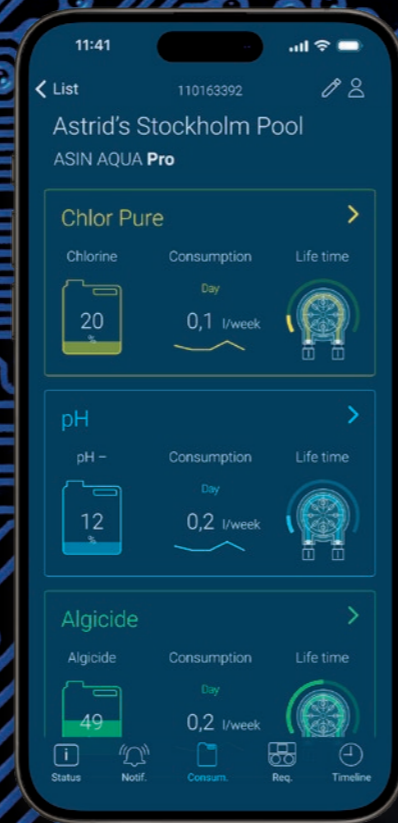 11:41
List
110163392
Astrid's Stockholm Pool
ASIN AQUA Pro
Chlor Pure
Chlorine Consumption Life time
Day
20
%
0,1 l/week
pH
pH – Consumption Life time
Day
12
%
0,2 l/week
Algicide
Algicide Consumption Life time
Day
49
0,2 l/week
Status Notif. Consum. Req. Timeline